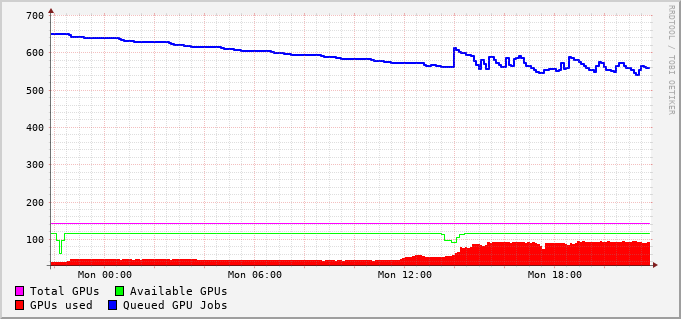 700
600
500
400
300
200
100
Mon 00:00 Mon 06:00 Mon 12:00 Mon 18:00
Total GPUs Available GPUs
GPUs used Queued GPU Jobs
RRDTOOL / TOBI OETIKER